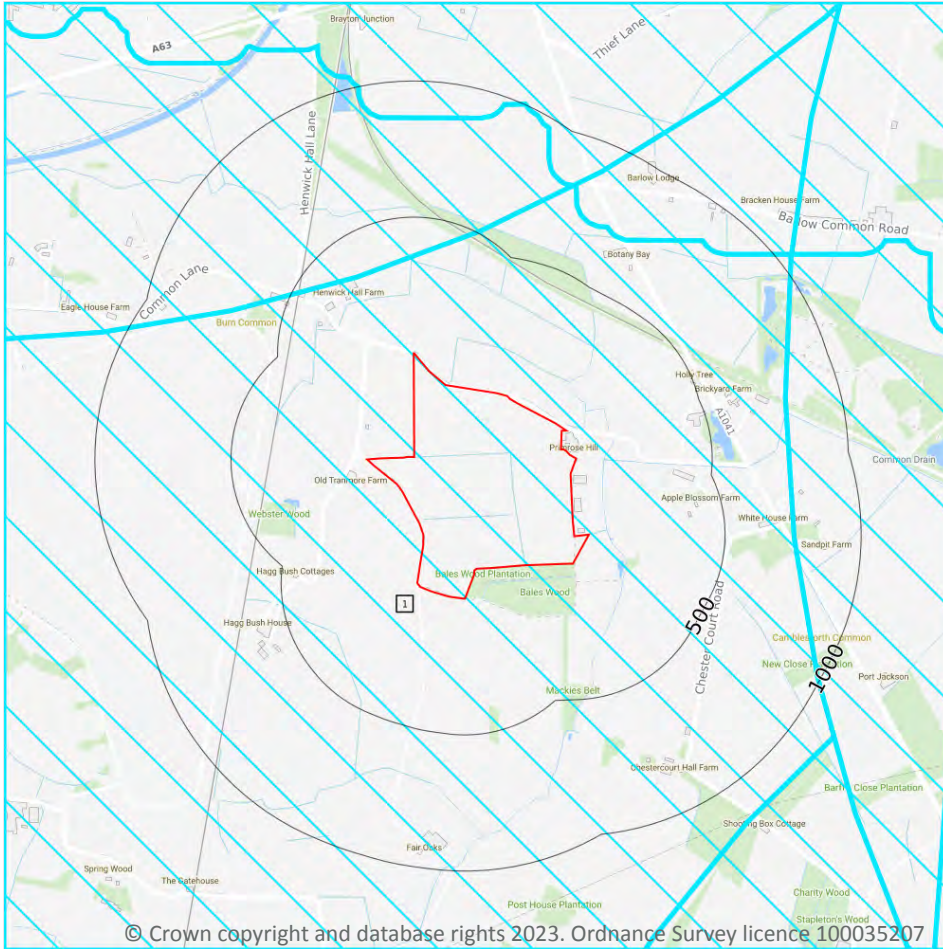 Brayton Junction
A63
Thief Lane
Henwick Hall Lane
Barlow Lodge
Bracken House Farm
Barlow Common Road
Botany Bay
Common Lane
Henwick Hall Farm
Eagle House Farm
Burn Common
Holly Tree
Brickyard Farm
A1041
Primrose Hill
Common Drain
Old Tranmore Farm
Apple Blossom Farm
Webster Wood
White House Farm
Sandpit Farm
Hagg Bush Cottages
Bales Wood Plantation
Bales Wood
1
500
Chester Court Road
Hagg Bush House
Camblesforth Common
New Close Plantation
1000
Port Jackson
Mackies Belt
Chestercourt Hall Farm
Barff Close Plantation
Shooting Box Cottage
Fair Oaks
Spring Wood
The Gatehouse
Charity Wood
Post House Plantation
Stapleton's Wood
© Crown copyright and database rights 2023. Ordnance Survey licence 100035207